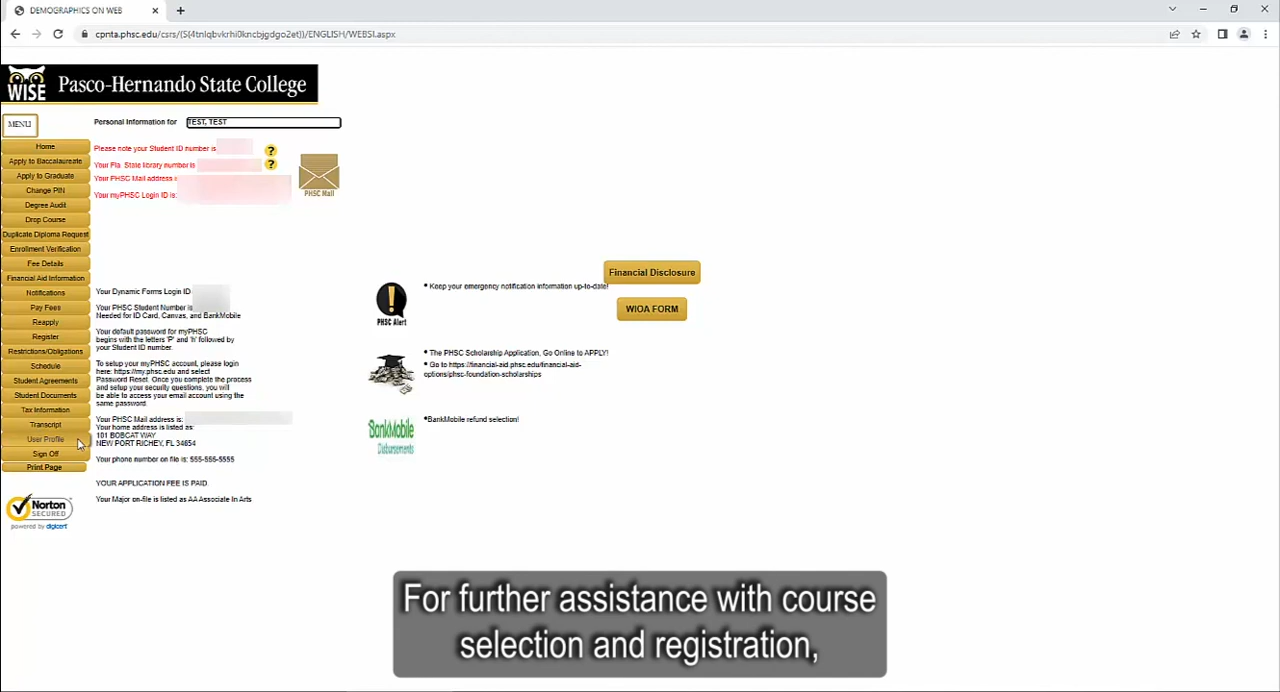 DEMOGRAPHICS ON WEB
cpnta.phsc.edu/csrs/(S(4tnlqbvkrhi0kncbjgdgo2et))/ENGLISH/WEBSI.aspx
WISE
Pasco-Hernando State College
MENU
Personal Information for TEST, TEST
Home
Apply to Baccalaureate
Apply to Graduate
Change PIN
Degree Audit
Drop Course
Duplicate Diploma Request
Enrollment Verification
Fee Details
Financial Aid Information
Notifications
Pay Fees
Reapply
Register
Restrictions/Obligations
Schedule
Student Agreements
Student Documents
Tax Information
Transcript
User Profile
Sign Off
Print Page
Norton
SECURED
powered by digicert
Please note your Student ID number is
Your Fla. State library number is
Your PHSC Mail address is
Your myPHSC Login ID is:
PHSC Mail
Your Dynamic Forms Login ID
Your PHSC Student Number is
Needed for ID Card, Canvas, and BankMobile
Your default password for myPHSC
begins with the letters 'P' and 'h' followed by
your Student ID number.
To setup your myPHSC account, please login
here: https://my.phsc.edu and select
Password Reset. Once you complete the process
and setup your security questions, you will
be able to access your email account using the
same password.
Your PHSC Mail address is:
Your home address is listed as:
101 BOBCAT WAY
NEW PORT RICHEY, FL 34654
Your phone number on file is: 555-555-5555
YOUR APPLICATION FEE IS PAID.
Your Major on-file is listed as AA Associate In Arts
PHSC Alert
• Keep your emergency notification information up-to-date!
Financial Disclosure
WIOA FORM
• The PHSC Scholarship Application, Go Online to APPLY!
• Go to https://financial-aid.phsc.edu/financial-aid-
options/phsc-foundation-scholarships
BankMobile
Disbursements
•BankMobile refund selection!
For further assistance with course
selection and registration,